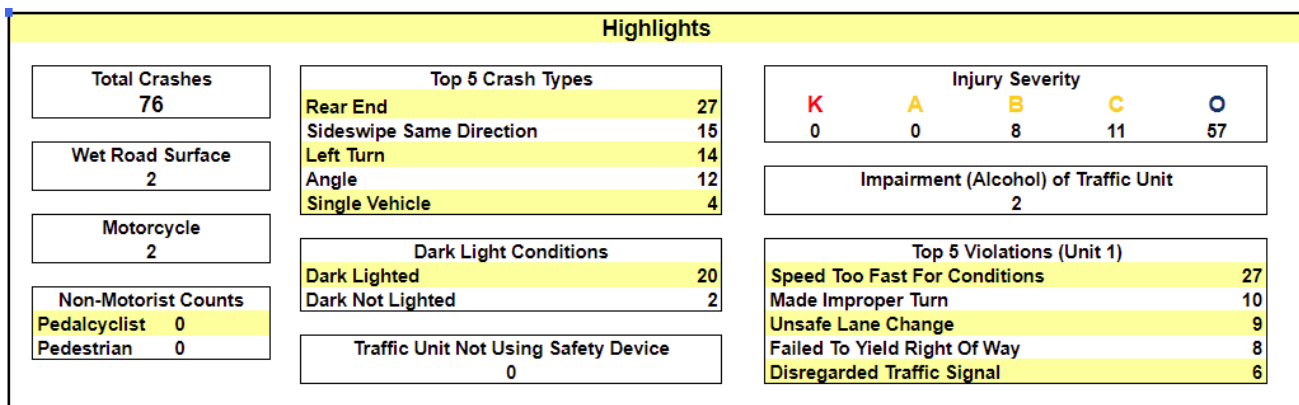 Highlights
Total Crashes
76
Wet Road Surface
2
Motorcycle
2
Non-Motorist Counts
Pedalcyclist 0
Pedestrian 0
Top 5 Crash Types
Rear End 27
Sideswipe Same Direction 15
Left Turn 14
Angle 12
Single Vehicle 4
Dark Light Conditions
Dark Lighted 20
Dark Not Lighted 2
Traffic Unit Not Using Safety Device
0
Injury Severity
K A B C O
0 0 8 11 57
Impairment (Alcohol) of Traffic Unit
2
Top 5 Violations (Unit 1)
Speed Too Fast For Conditions 27
Made Improper Turn 10
Unsafe Lane Change 9
Failed To Yield Right Of Way 8
Disregarded Traffic Signal 6